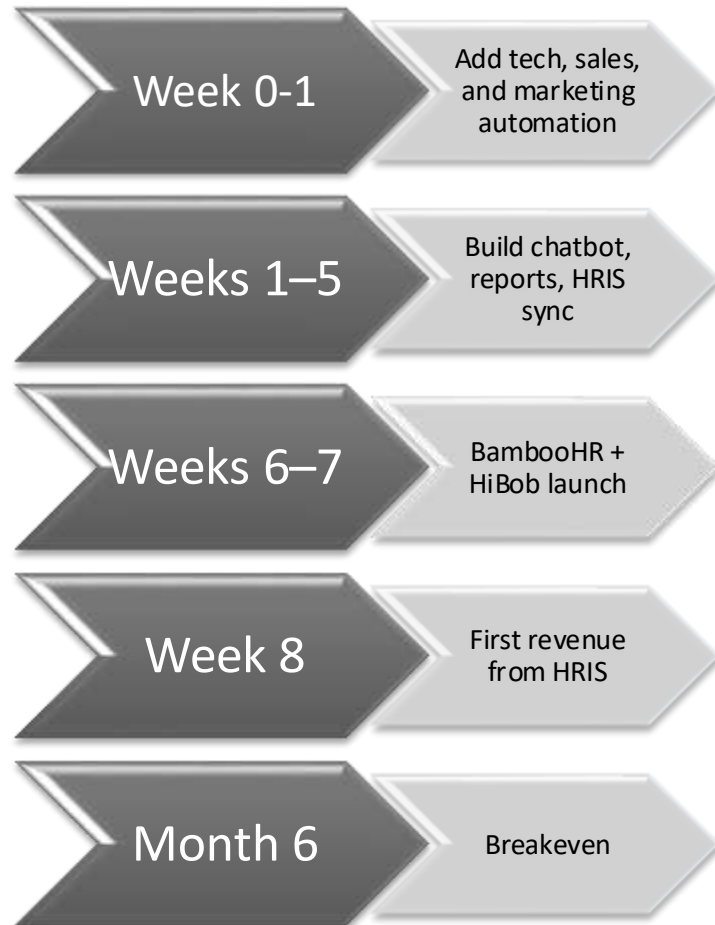 Week 0-1
Add tech, sales,
and marketing
automation
Weeks 1–5
Build chatbot,
reports, HRIS
sync
Weeks 6–7
BambooHR +
HiBob launch
Week 8
First revenue
from HRIS
Month 6
Breakeven